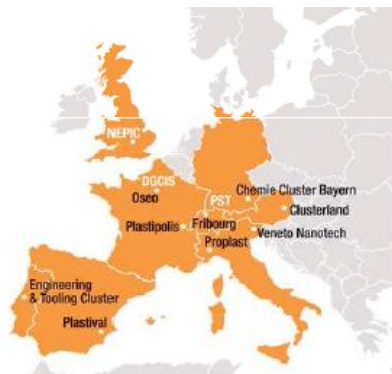 NEPIC
DGCIS
Oseo
PST
Chemie Cluster Bayern
Clusterland
Plastipolis
Fribourg
Veneto Nanotech
Proplast
Engineering
& Tooling Cluster
Plastival